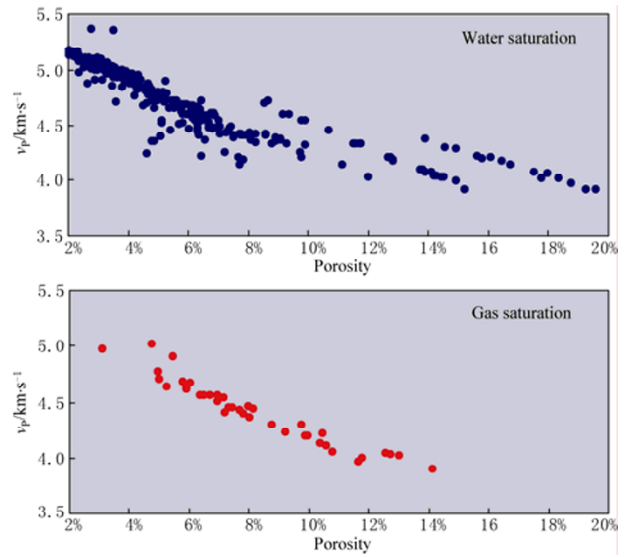 5.5
Water saturation
5.0
4.5
4.0
3.5
vP/km·s−1
2% 4% 6% 8% 10% 12% 14% 16% 18% 20%
Porosity
5.5
Gas saturation
5.0
4.5
4.0
3.5
vP/km·s−1
2% 4% 6% 8% 10% 12% 14% 16% 18% 20%
Porosity